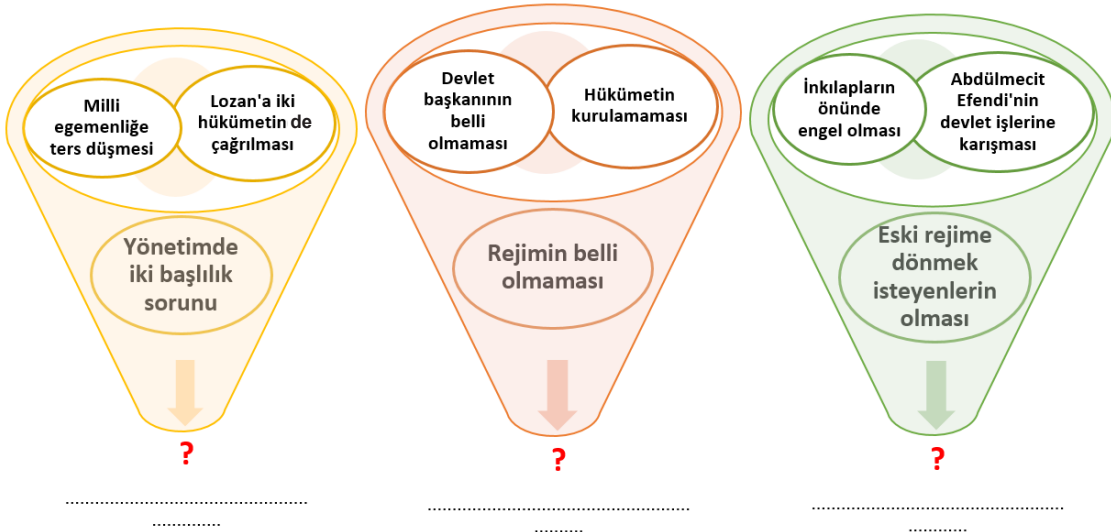 Milli
egemenliğe
ters düşmesi
Lozan'a iki
hükümetin de
çağrılması
Yönetimde
iki başlılık
sorunu
?
................................................
..............
Devlet
başkanının
belli
olmaması
Hükümetin
kurulamaması
Rejimin belli
olmaması
?
....................................................
..........
İnkılapların
önünde
engel olması
Abdülmecit
Efendi'nin
devlet işlerine
karışması
Eski rejime
dönmek
isteyenlerin
olması
?
..................................................
............